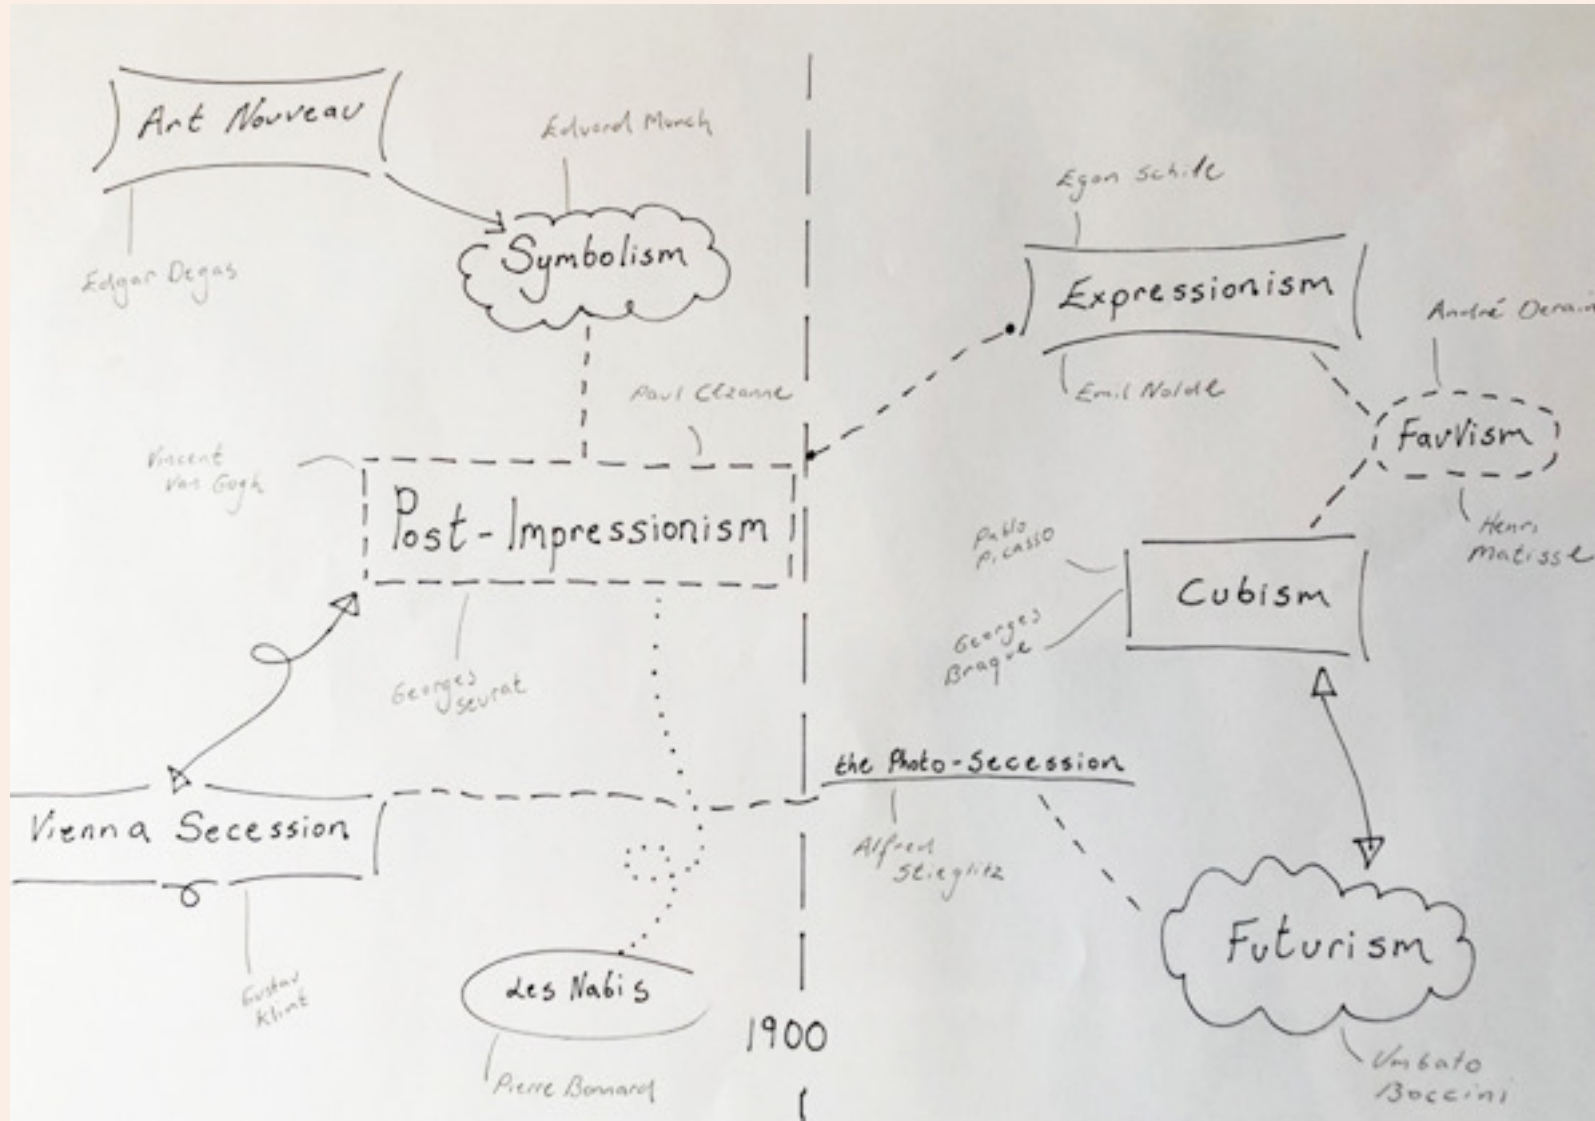 Art Nouveau
Edvard Munch
Edgar Degas
Symbolism
Egon Schile
Expressionism
André Derain
Emil Nolde
Fauvism
Henri
Matisse
Paul Cézanne
Vincent
Van Gogh
Post-Impressionism
Pablo
Picasso
Cubism
Georges
Braque
Georges
Seurat
the Photo-Secession
Alfred
Stieglitz
Vienna Secession
Gustav
Klimt
Les Nabis
Pierre Bonnard
1900
Futurism
Umbato
Boccini